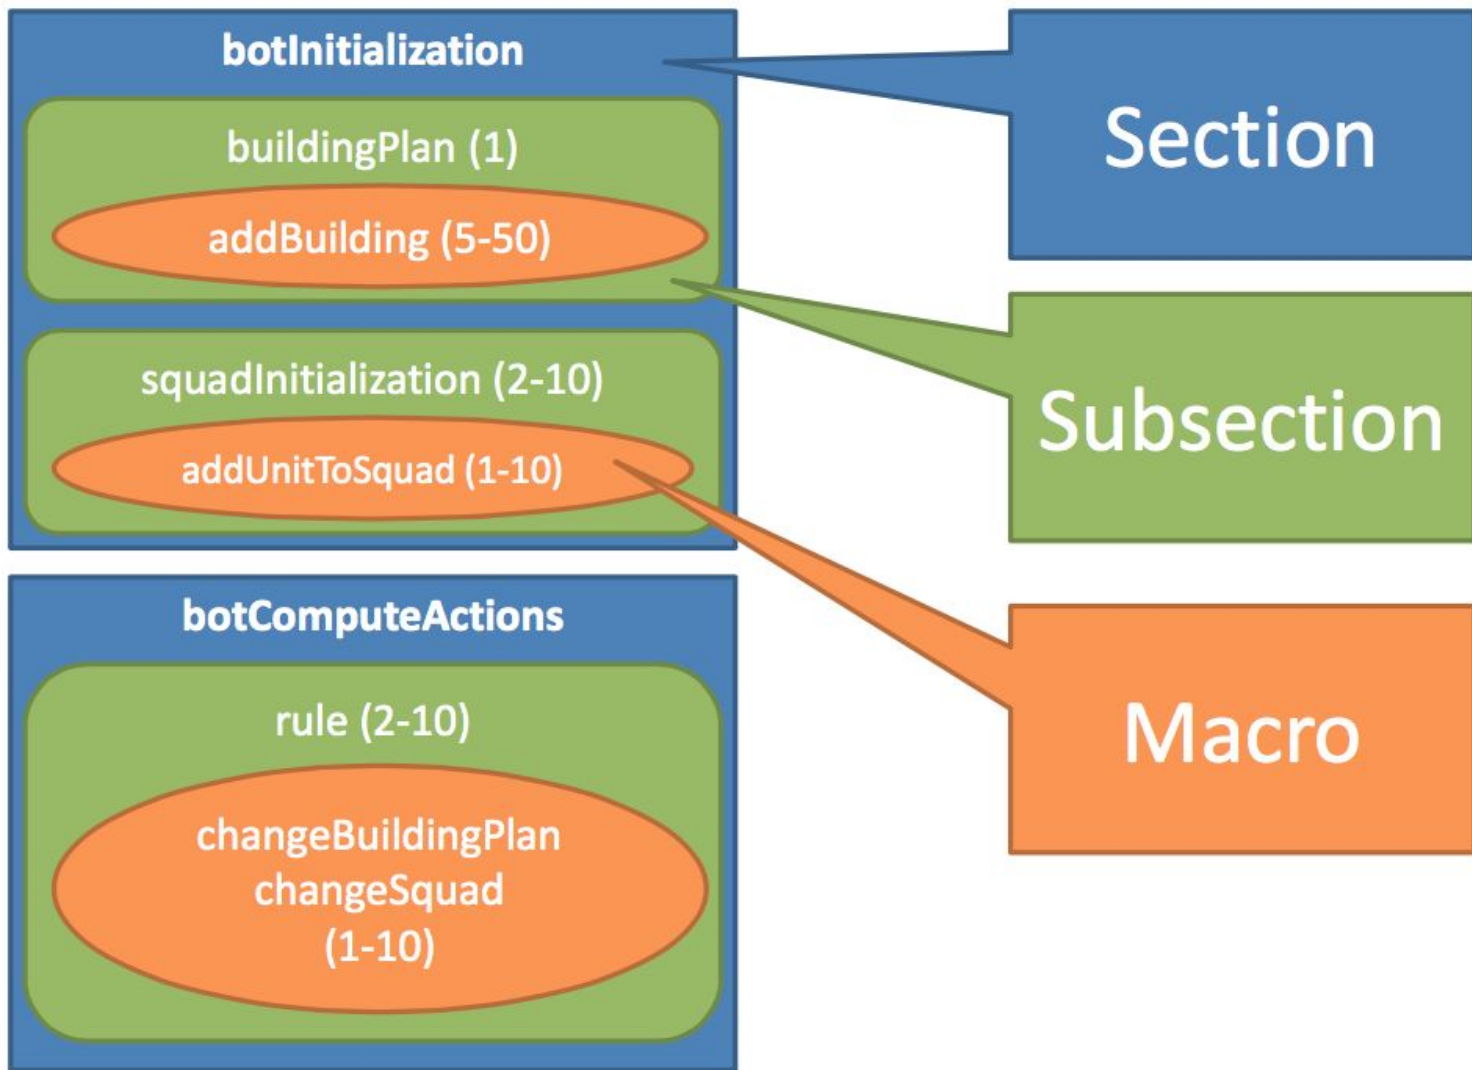 botInitialization
buildingPlan (1)
addBuilding (5-50)
squadInitialization (2-10)
addUnitToSquad (1-10)
botComputeActions
rule (2-10)
changeBuildingPlan
changeSquad
(1-10)
Section
Subsection
Macro